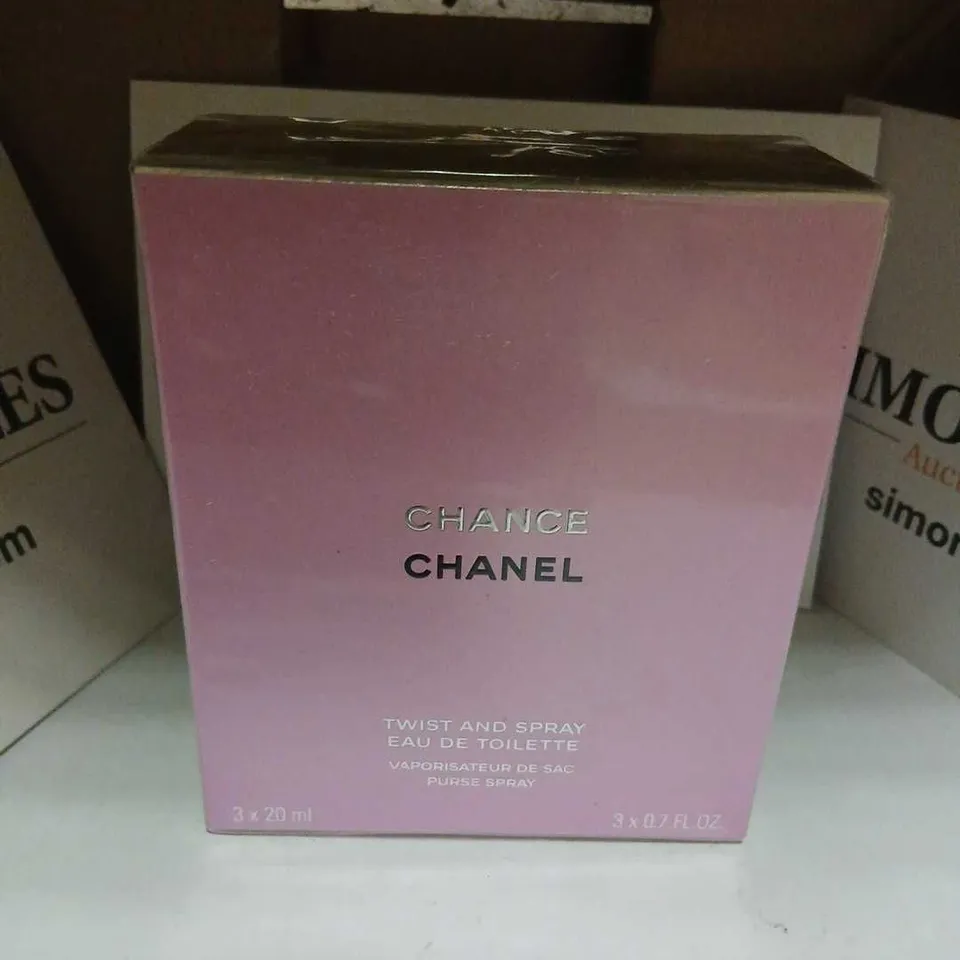 CHANCE
CHANEL
TWIST AND SPRAY
EAU DE TOILETTE
VAPORISATEUR DE SAC
PURSE SPRAY
3 x 20 ml
3 x 0.7 FL. OZ.
ES
m
IMO
Auc
simon